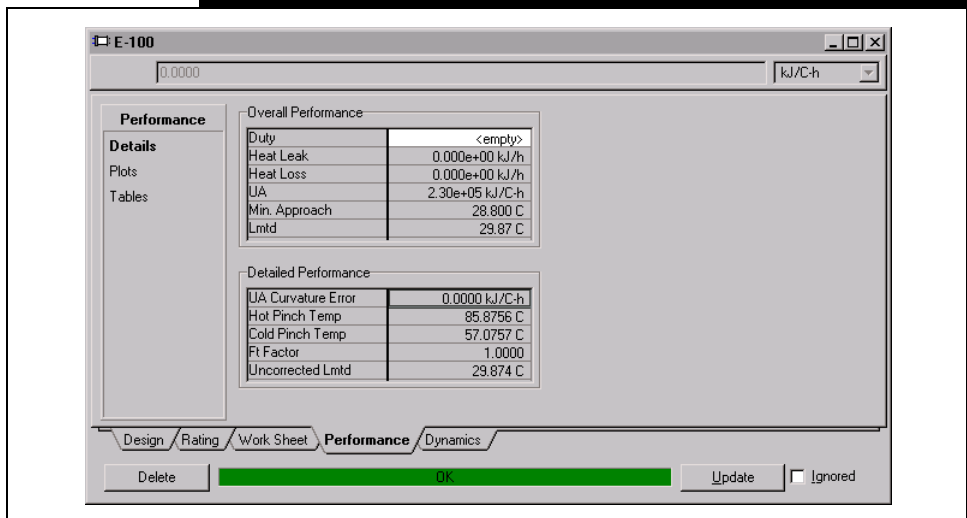 E-100
0.0000 kJ/C-h
Performance
Details
Plots
Tables
Overall Performance
Duty <empty>
Heat Leak 0.000e+00 kJ/h
Heat Loss 0.000e+00 kJ/h
UA 2.30e+05 kJ/C-h
Min. Approach 28.800 C
Lmtd 29.87 C
Detailed Performance
UA Curvature Error 0.0000 kJ/C-h
Hot Pinch Temp 85.8756 C
Cold Pinch Temp 57.0757 C
Ft Factor 1.0000
Uncorrected Lmtd 29.874 C
Design Rating Work Sheet Performance Dynamics
Delete OK Update Ignored